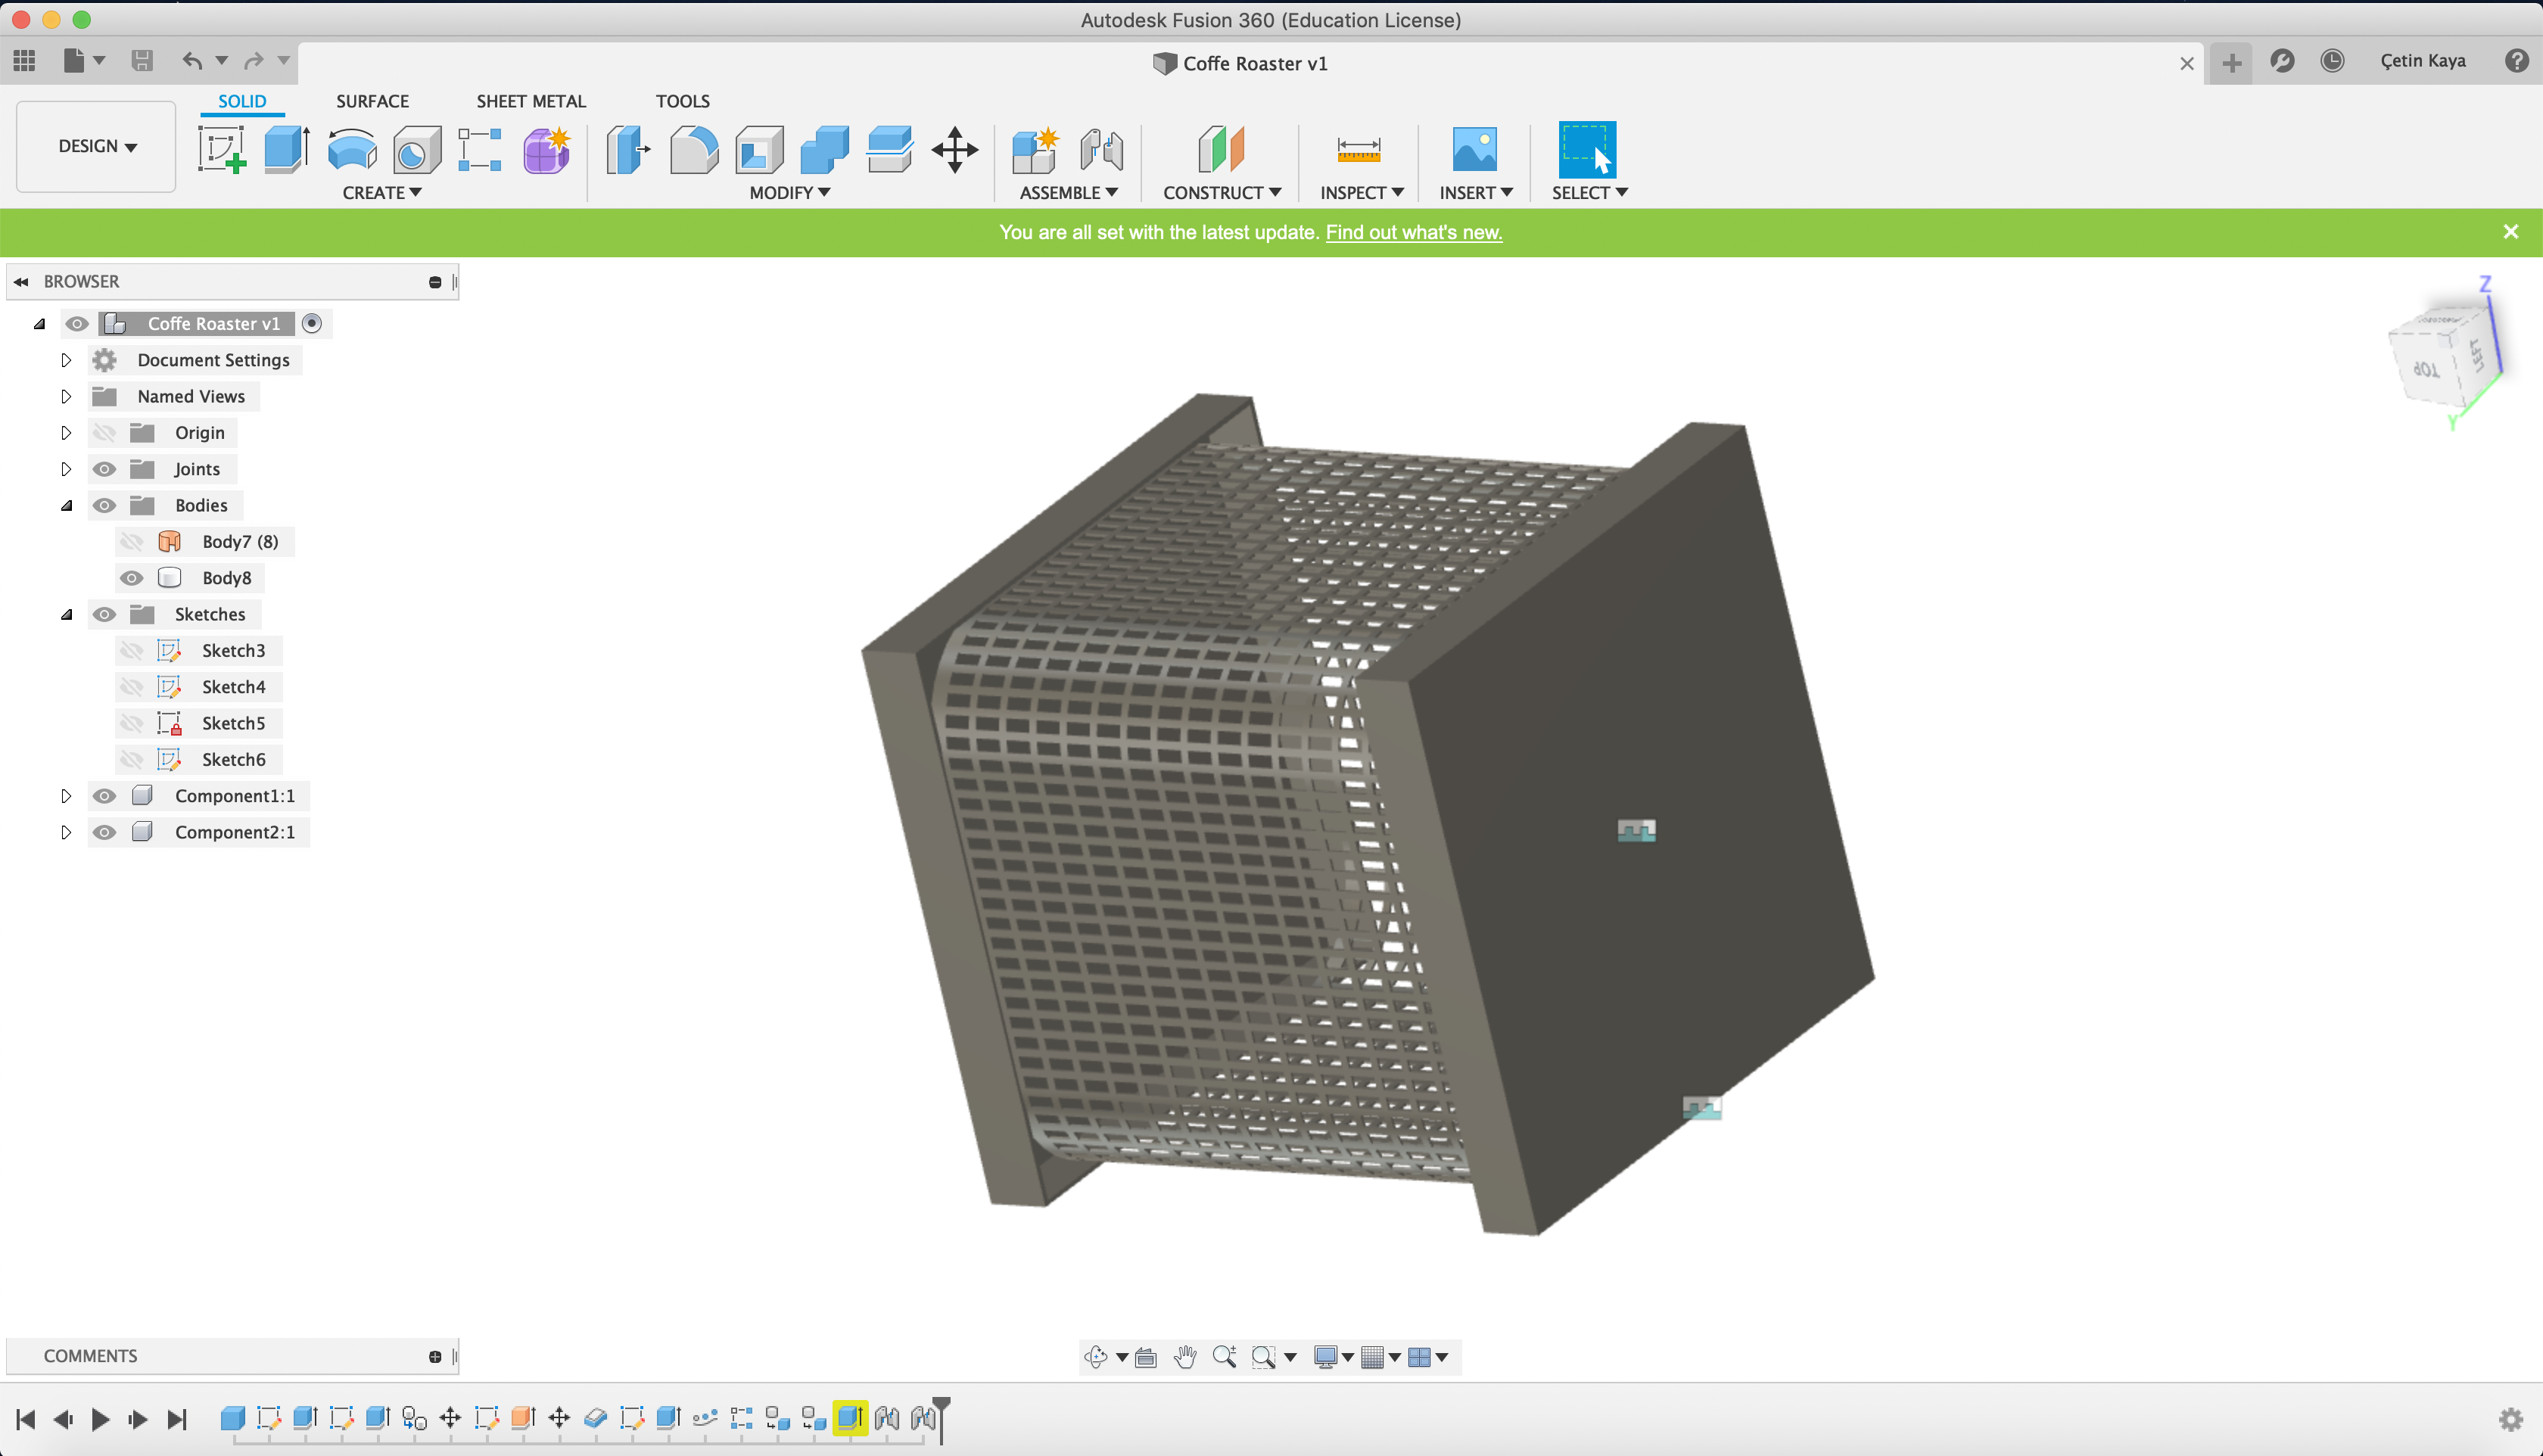 Autodesk Fusion 360 (Education License)
Coffe Roaster v1
Çetin Kaya
SOLID SURFACE SHEET METAL TOOLS
DESIGN
CREATE MODIFY ASSEMBLE CONSTRUCT INSPECT INSERT SELECT
You are all set with the latest update. Find out what's new.
BROWSER
Coffe Roaster v1
Document Settings
Named Views
Origin
Joints
Bodies
Body7 (8)
Body8
Sketches
Sketch3
Sketch4
Sketch5
Sketch6
Component1:1
Component2:1
Z
TOP
LEFT
Y
COMMENTS